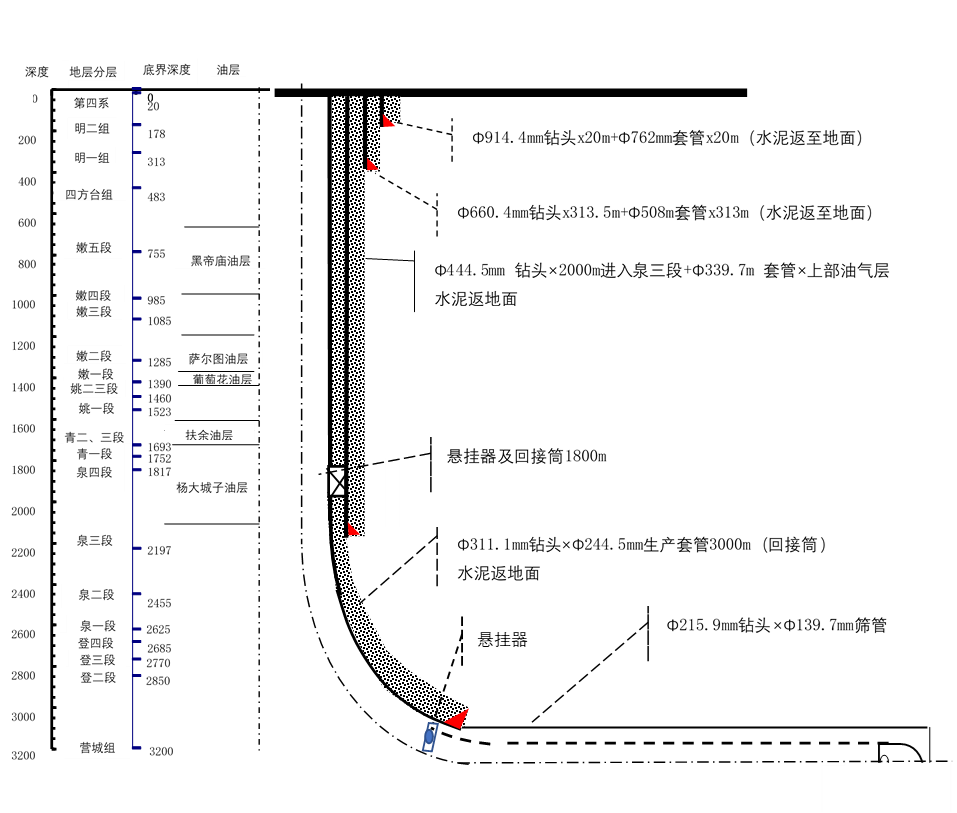 深度 地层分层 底界深度 油层
0
200
400
600
800
1000
1200
1400
1600
1800
2000
2200
2400
2600
2800
3000
3200
第四系
明二组
明一组
四方台组
嫩五段
嫩四段
嫩三段
嫩二段
嫩一段
姚二三段
姚一段
青二、三段
青一段
泉四段
泉三段
泉二段
泉一段
登四段
登三段
登二段
营城组
0
20
178
313
483
755
985
1085
1285
1390
1460
1523
1693
1752
1817
2197
2455
2625
2685
2770
2850
3200
黑帝庙油层
萨尔图油层
葡萄花油层
扶余油层
杨大城子油层
Φ914.4mm钻头x20m+Φ762mm套管x20m (水泥返至地面)
Φ660.4mm钻头x313.5m+Φ508m套管x313m (水泥返至地面)
Φ444.5mm 钻头×2000m进入泉三段+Φ339.7m 套管×上部油气层
水泥返地面
悬挂器及回接筒1800m
Φ311.1mm钻头×Φ244.5mm生产套管3000m (回接筒)
水泥返地面
悬挂器
Φ215.9mm钻头×Φ139.7mm筛管